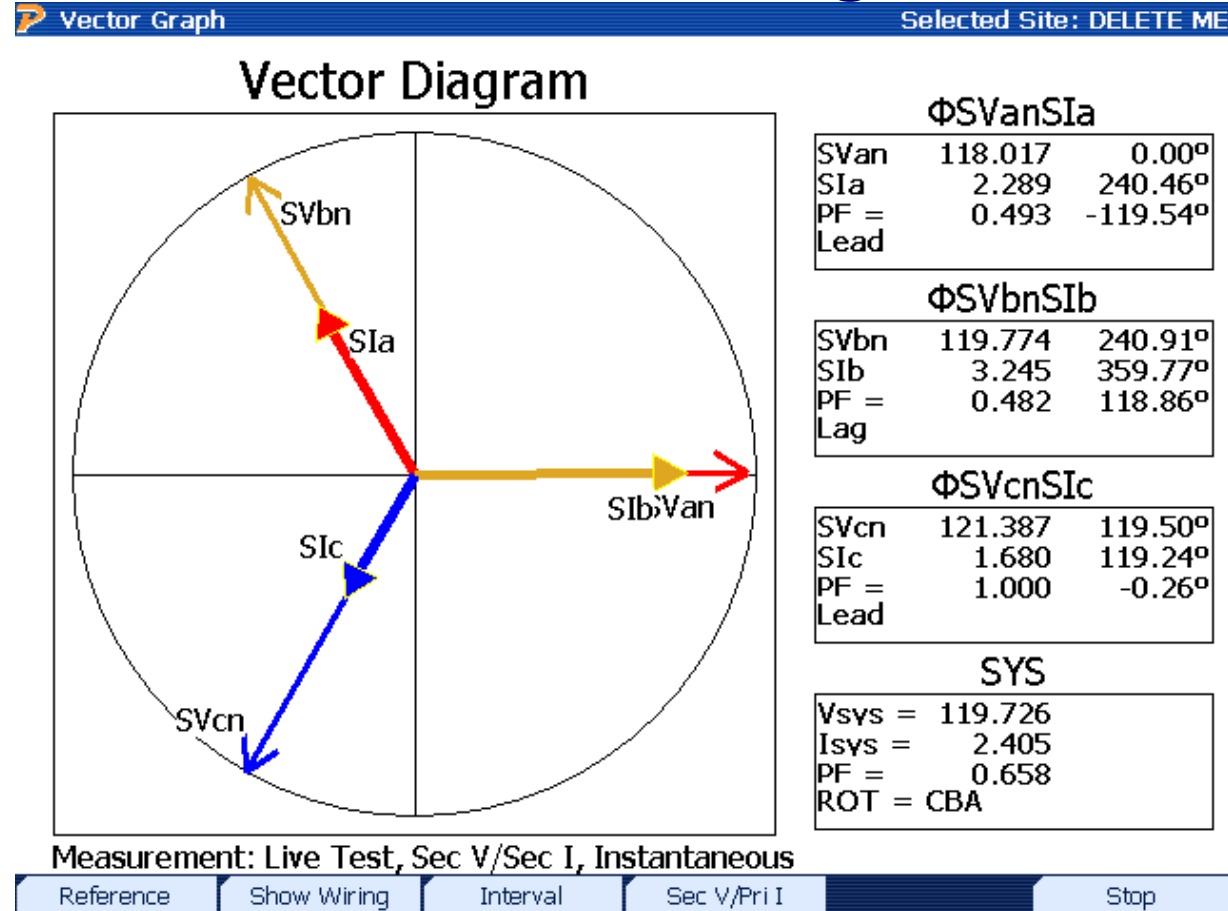 Vector Graph Selected Site: DELETE ME
Vector Diagram
SVbn
SIa
SIb
Van
SIc
SVcn
ΦSVanSIa
SVan 118.017 0.00º
SIa 2.289 240.46º
PF = 0.493 -119.54º
Lead
ΦSVbnSIb
SVbn 119.774 240.91º
SIb 3.245 359.77º
PF = 0.482 118.86º
Lag
ΦSVcnSIc
SVcn 121.387 119.50º
SIc 1.680 119.24º
PF = 1.000 -0.26º
Lead
SYS
Vsys = 119.726
Isys = 2.405
PF = 0.658
ROT = CBA
Measurement: Live Test, Sec V/Sec I, Instantaneous
Reference Show Wiring Interval Sec V/Pri I Stop